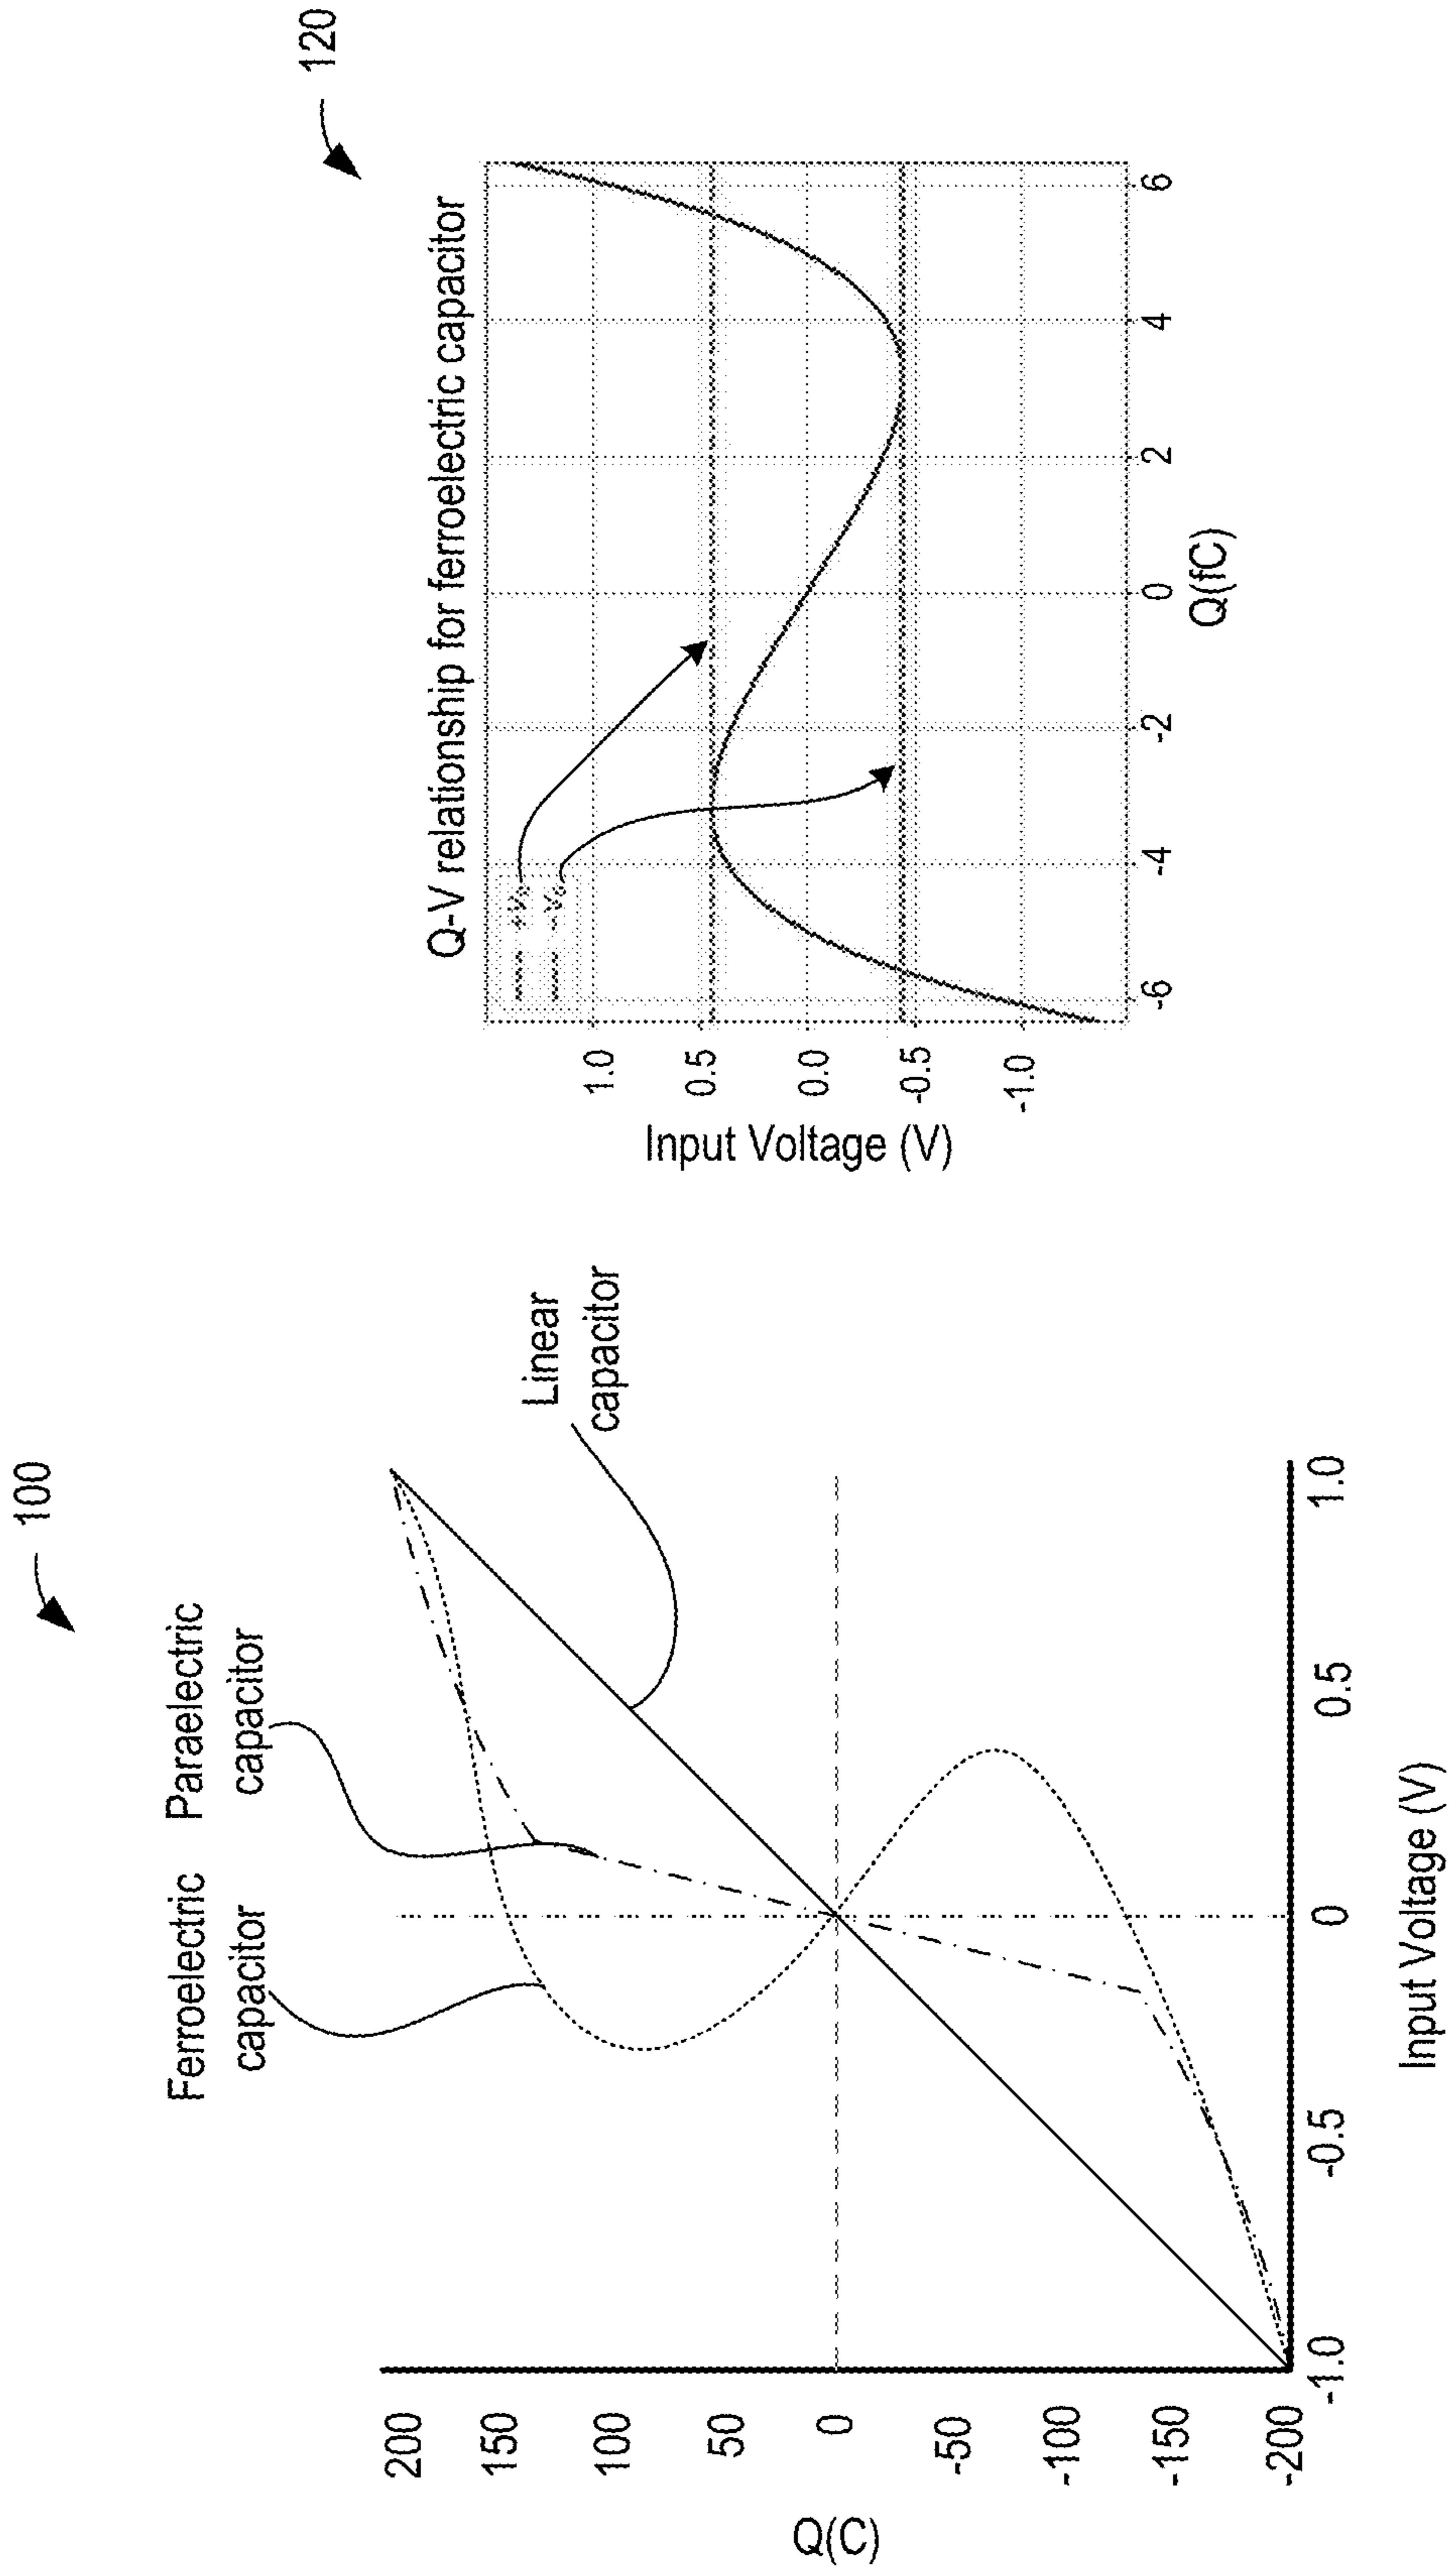 100
Ferroelectric
capacitor
Paraelectric
capacitor
Linear
capacitor
Q(C)
200
150
100
50
0
-50
-100
-150
-200
-1.0
-0.5
0
0.5
1.0
Input Voltage (V)
120
Q-V relationship for ferroelectric capacitor
Input Voltage (V)
1.0
0.5
0.0
-0.5
-1.0
-6
-4
-2
0
2
4
6
Q(fC)